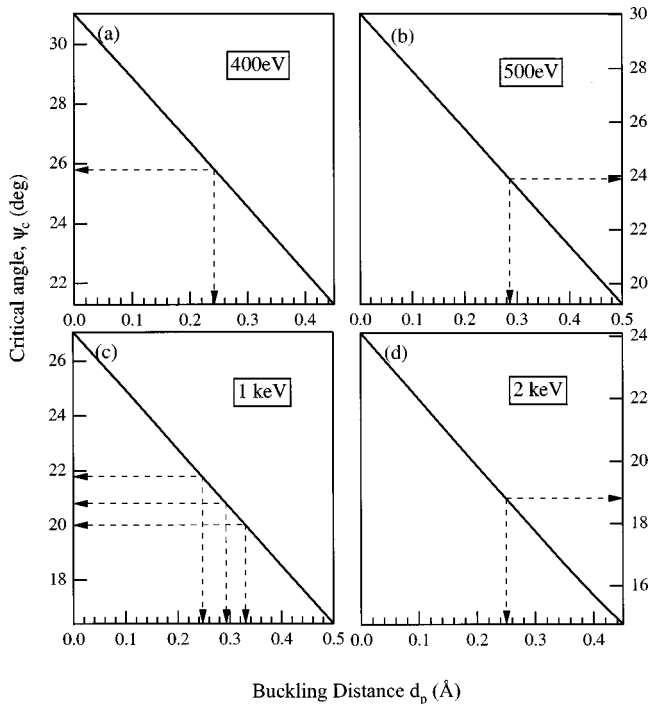 (a)
400eV
30
28
26
24
22
0.0 0.1 0.2 0.3 0.4
(b)
500eV
30
28
26
24
22
20
0.0 0.1 0.2 0.3 0.4 0.5
Critical angle, ψc (deg)
(c)
1 keV
26
24
22
20
18
0.0 0.1 0.2 0.3 0.4 0.5
(d)
2 keV
24
22
20
18
16
0.0 0.1 0.2 0.3 0.4
Buckling Distance dp (Å)